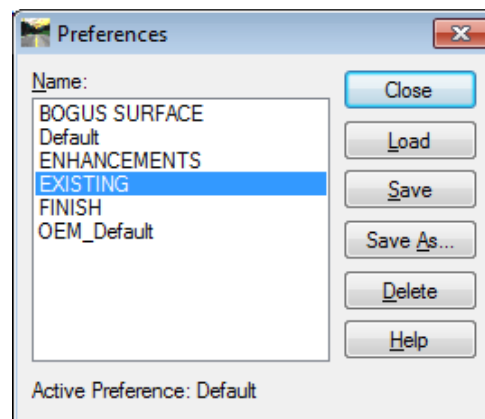 Preferences
Name:
BOGUS SURFACE
Default
ENHANCEMENTS
EXISTING
FINISH
OEM_Default
Close
Load
Save
Save As...
Delete
Help
Active Preference: Default